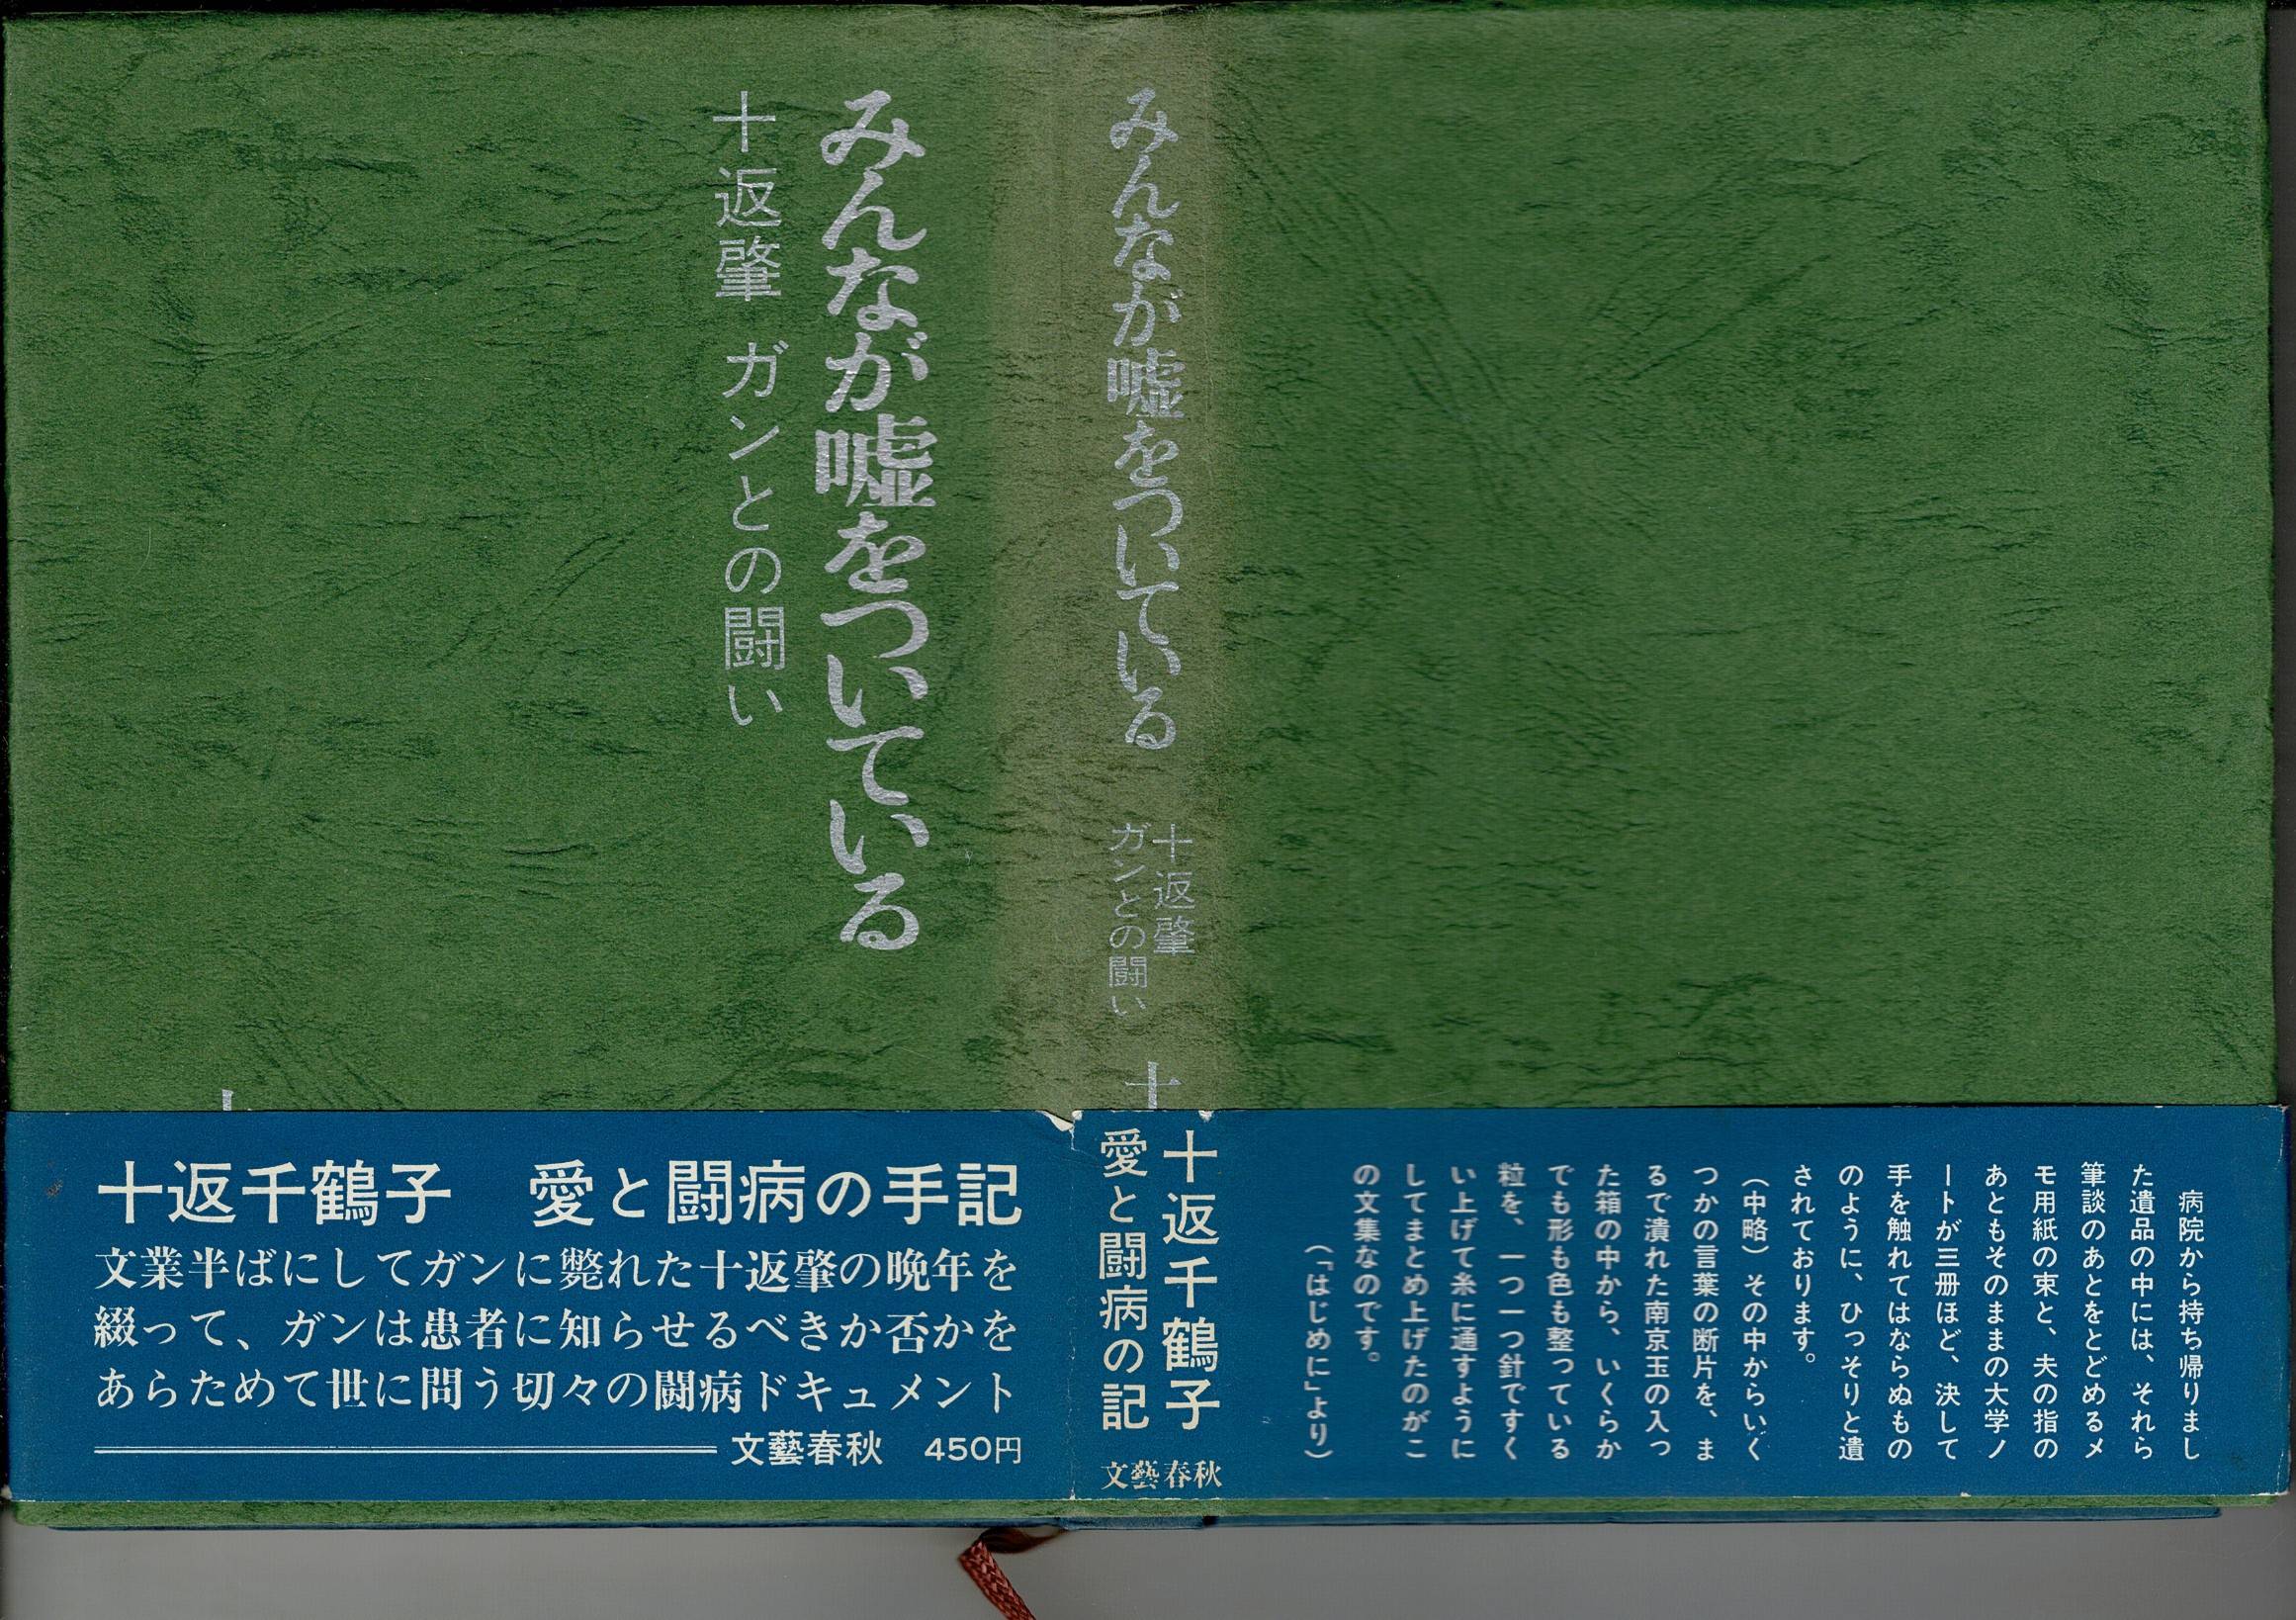 みんなが嘘をついている
十返肇 ガンとの闘い
十
十返千鶴子 愛と闘病の手記
文業半ばにしてガンに斃れた十返肇の晩年を
綴って、ガンは患者に知らせるべきか否かを
あらためて世に問う切々の闘病ドキュメント
文藝春秋 450円
みんなが嘘をついている
十返肇
ガンとの闘い
十
十返千鶴子
愛と闘病の記
文藝春秋
病院から持ち帰りまし
た遺品の中には、それら
筆談のあとをとどめるメ
モ用紙の束と、夫の指の
あともそのままの大学ノ
ートが三册ほど、決して
手を触れてはならぬもの
のように、ひっそりと遺
されております。
（中略）その中からいく
つかの言葉の断片を、ま
るで潰れた南京玉の入っ
た箱の中から、いくらか
でも形も色も整っている
粒を、一つ一つ針ですく
い上げて糸に通すように
してまとめ上げたのがこ
の文集なのです。
（「はじめに」より）